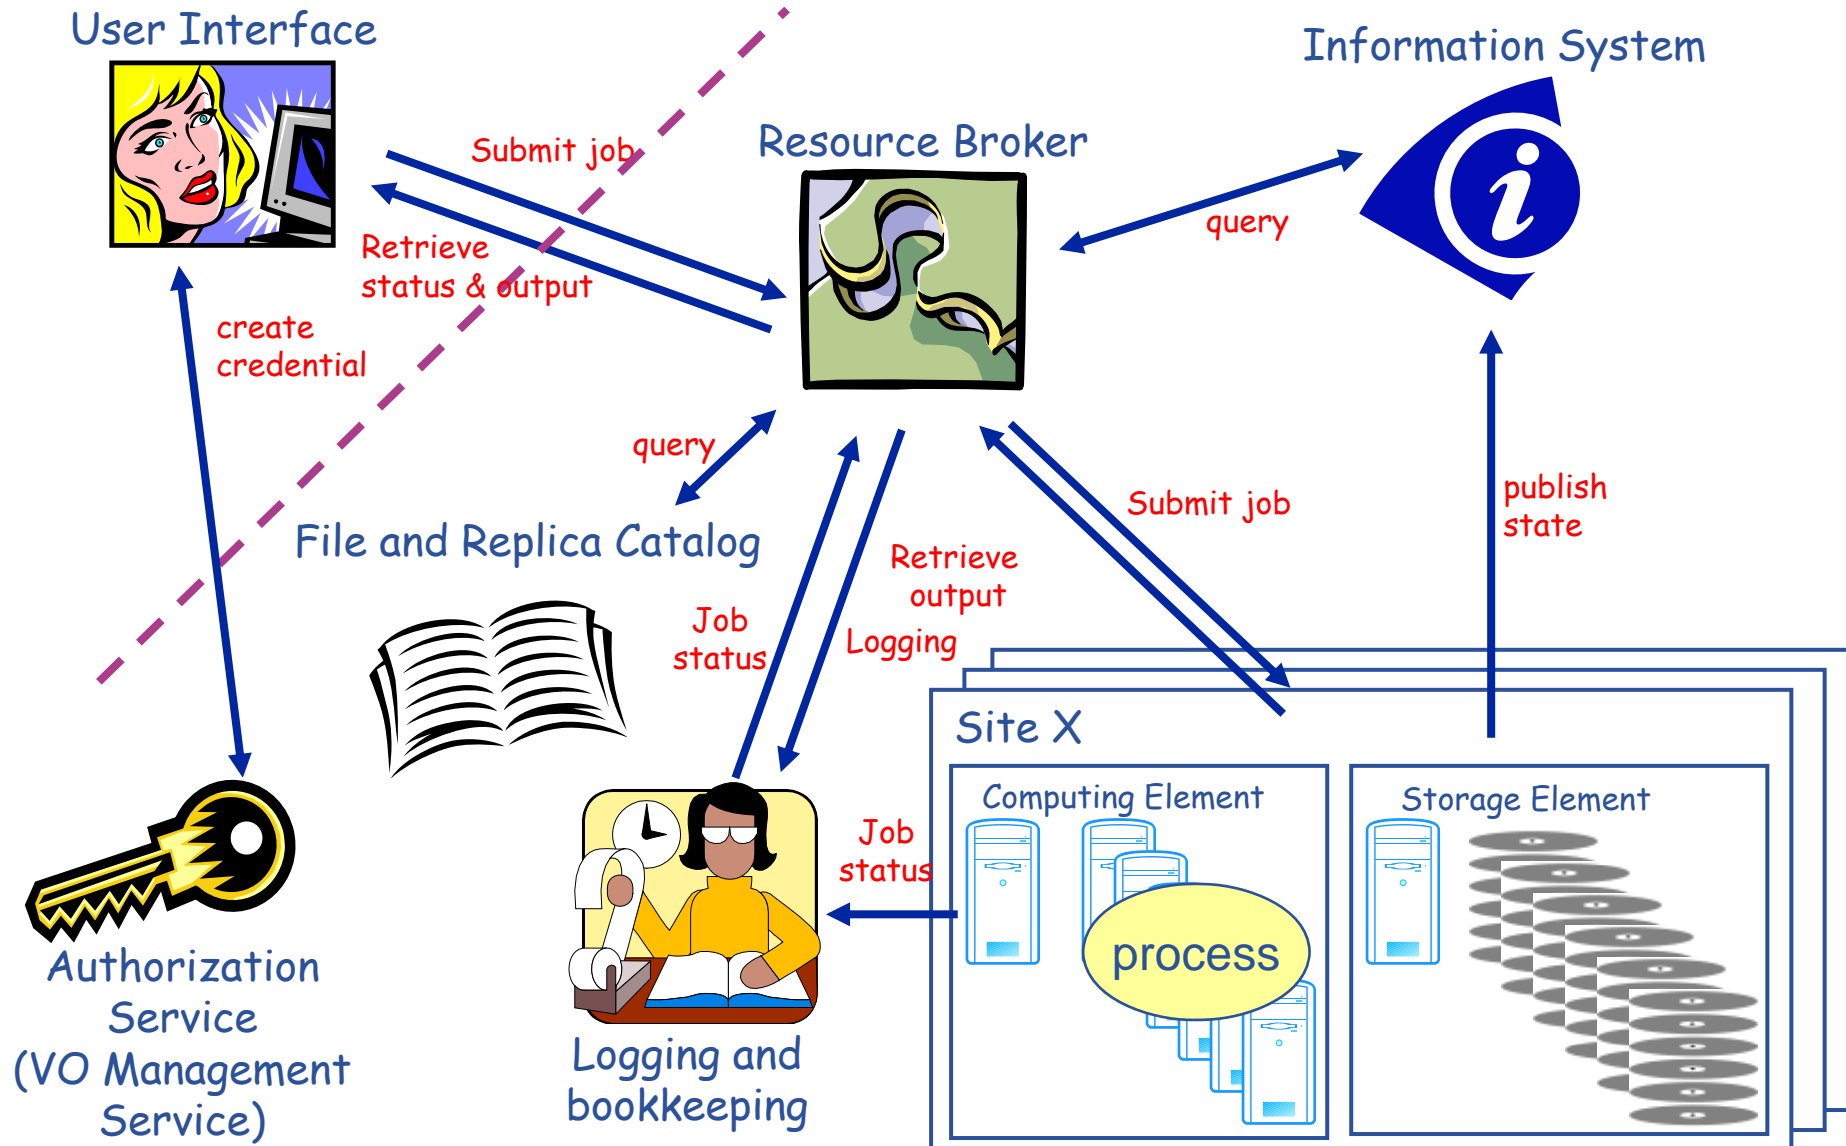 User Interface
Information System
Resource Broker
Submit job
query
Retrieve
status & output
create
credential
query
Submit job
publish
state
File and Replica Catalog
Retrieve
output
Job
status
Logging
Site X
Computing Element
Storage Element
Job
status
process
i
Authorization
Service
(VO Management
Service)
Logging and
bookkeeping